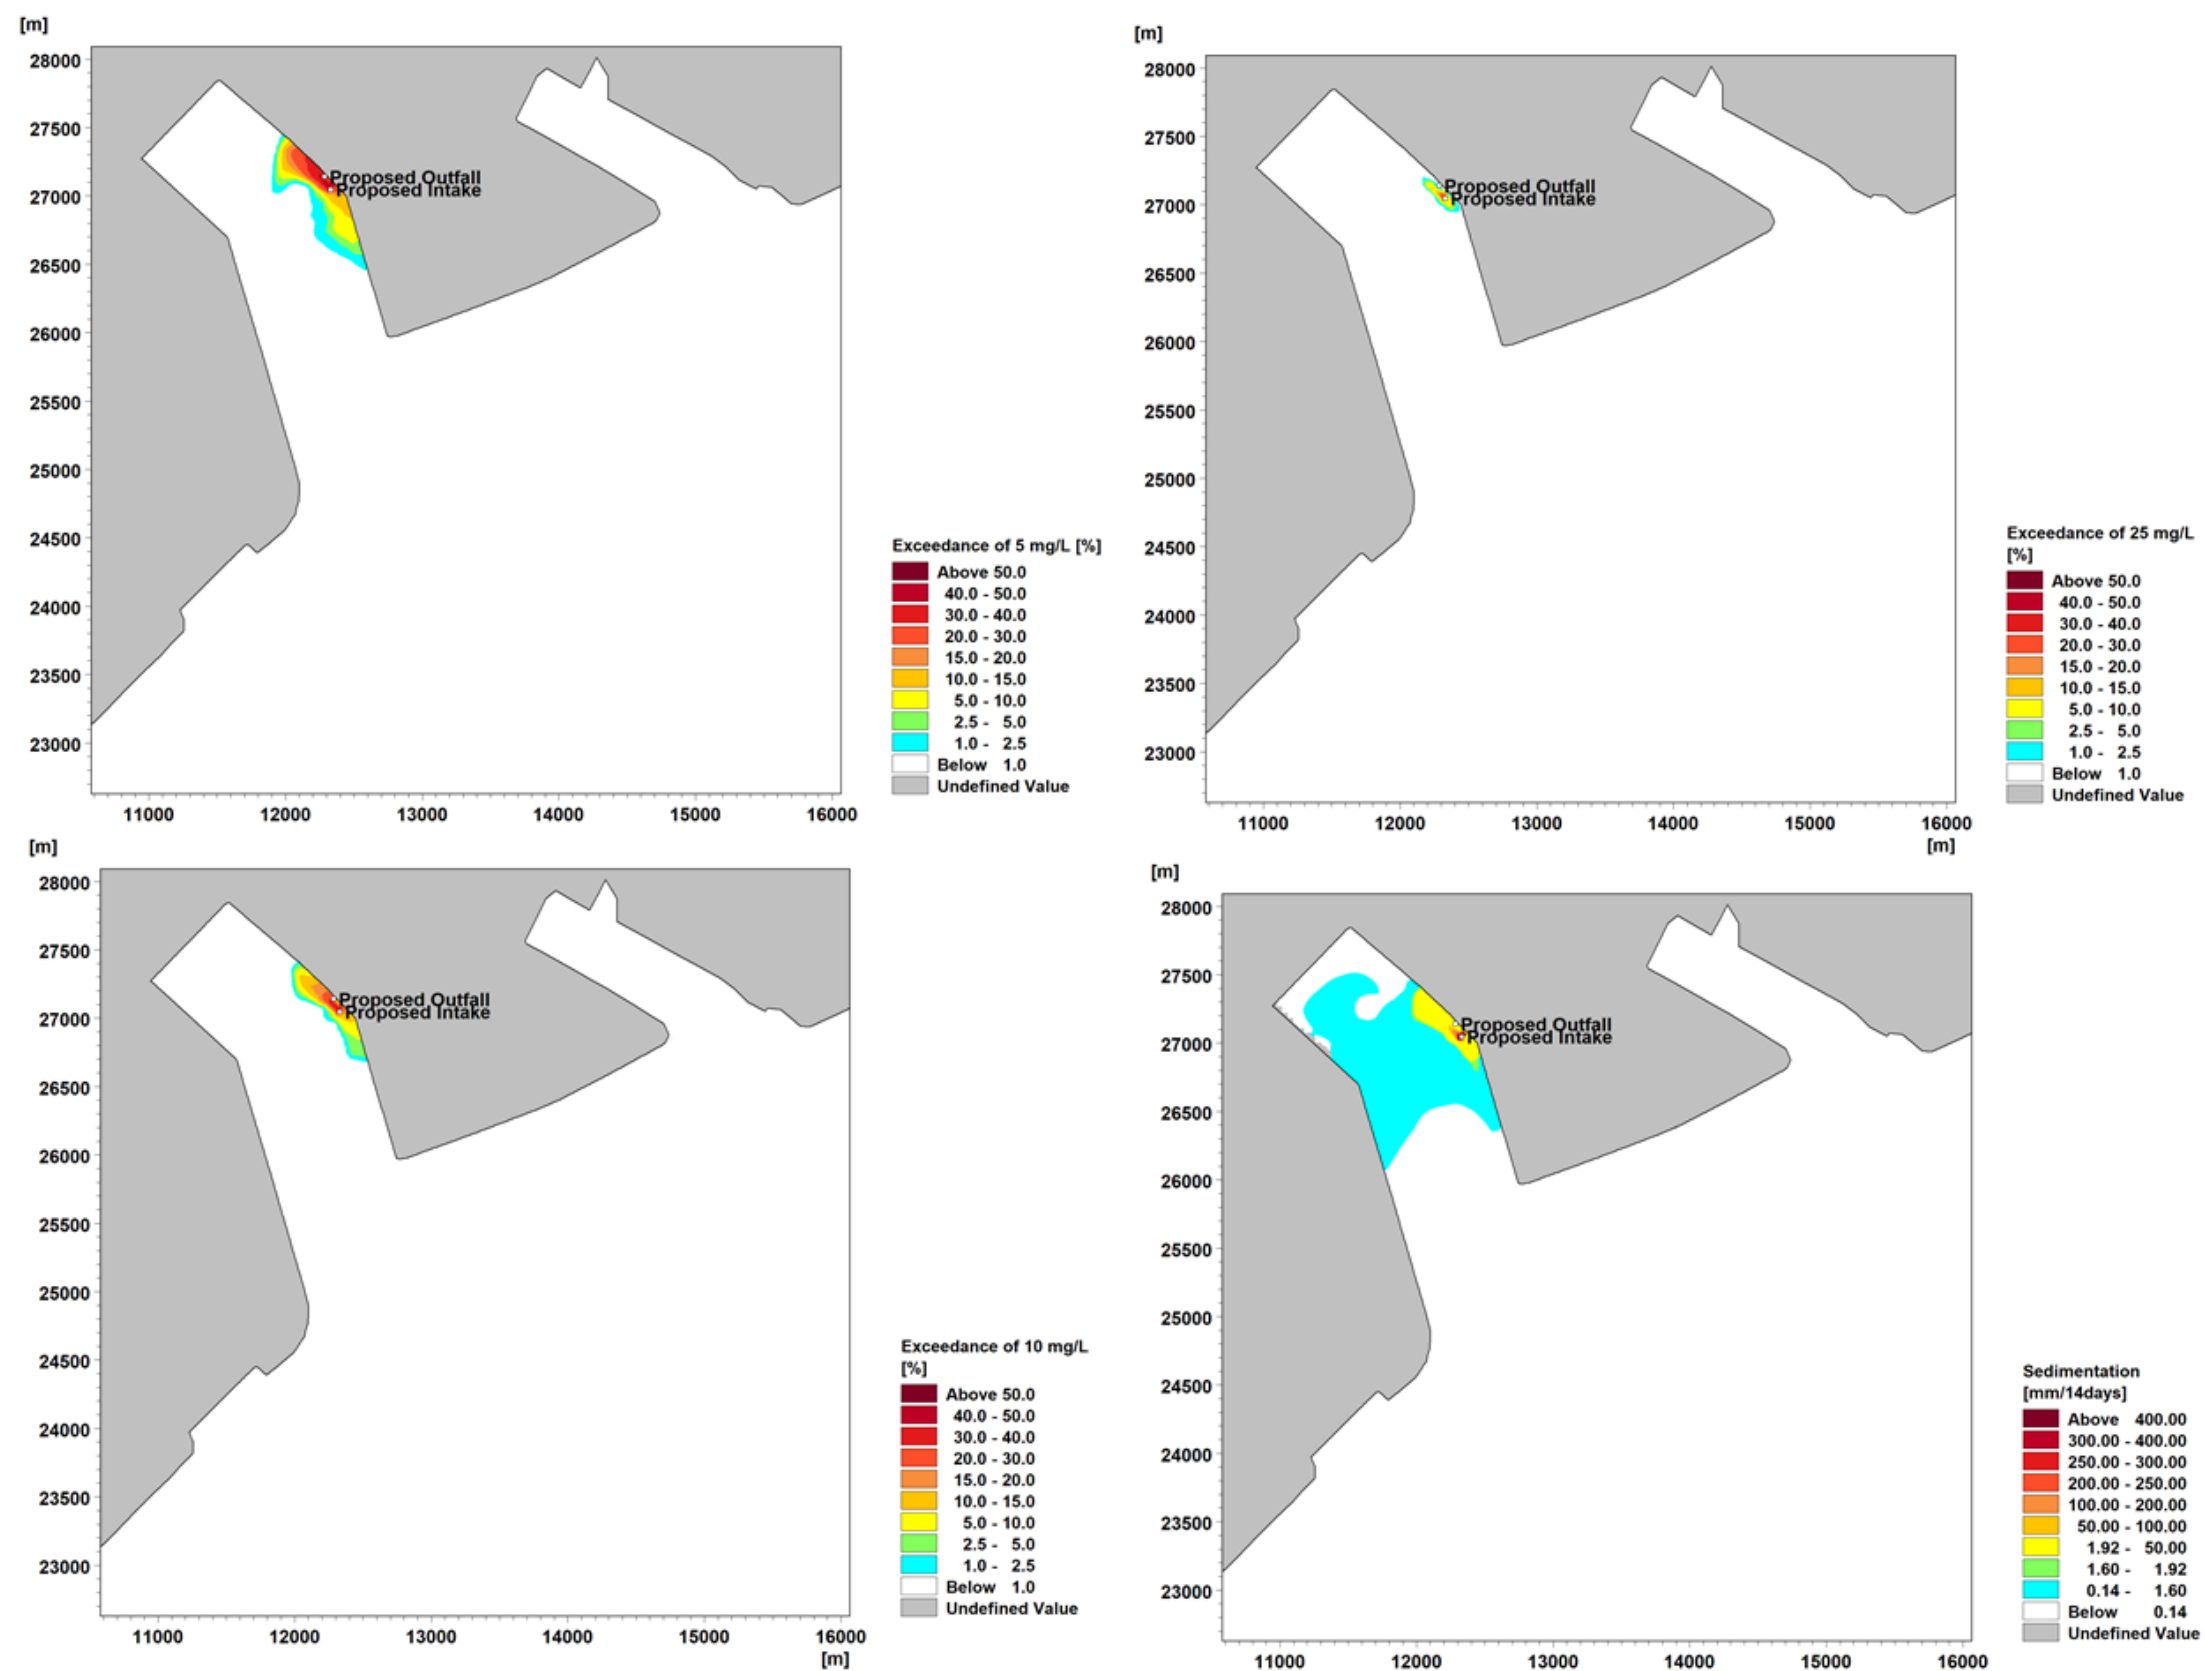 [m]
28000
27500
27000
26500
26000
25500
25000
24500
24000
23500
23000
Proposed Outfall
Proposed Intake
11000 12000 13000 14000 15000 16000
Exceedance of 5 mg/L [%]
Above 50.0
40.0 - 50.0
30.0 - 40.0
20.0 - 30.0
15.0 - 20.0
10.0 - 15.0
5.0 - 10.0
2.5 - 5.0
1.0 - 2.5
Below 1.0
Undefined Value
[m]
28000
27500
27000
26500
26000
25500
25000
24500
24000
23500
23000
Proposed Outfall
Proposed Intake
11000 12000 13000 14000 15000 16000
[m]
Exceedance of 25 mg/L
[%]
Above 50.0
40.0 - 50.0
30.0 - 40.0
20.0 - 30.0
15.0 - 20.0
10.0 - 15.0
5.0 - 10.0
2.5 - 5.0
1.0 - 2.5
Below 1.0
Undefined Value
[m]
28000
27500
27000
26500
26000
25500
25000
24500
24000
23500
23000
Proposed Outfall
Proposed Intake
11000 12000 13000 14000 15000 16000
[m]
Exceedance of 10 mg/L
[%]
Above 50.0
40.0 - 50.0
30.0 - 40.0
20.0 - 30.0
15.0 - 20.0
10.0 - 15.0
5.0 - 10.0
2.5 - 5.0
1.0 - 2.5
Below 1.0
Undefined Value
[m]
28000
27500
27000
26500
26000
25500
25000
24500
24000
23500
23000
Proposed Outfall
Proposed Intake
11000 12000 13000 14000 15000 16000
Sedimentation
[mm/14days]
Above 400.00
300.00 - 400.00
250.00 - 300.00
200.00 - 250.00
100.00 - 200.00
50.00 - 100.00
1.92 - 50.00
1.60 - 1.92
0.14 - 1.60
Below 0.14
Undefined Value